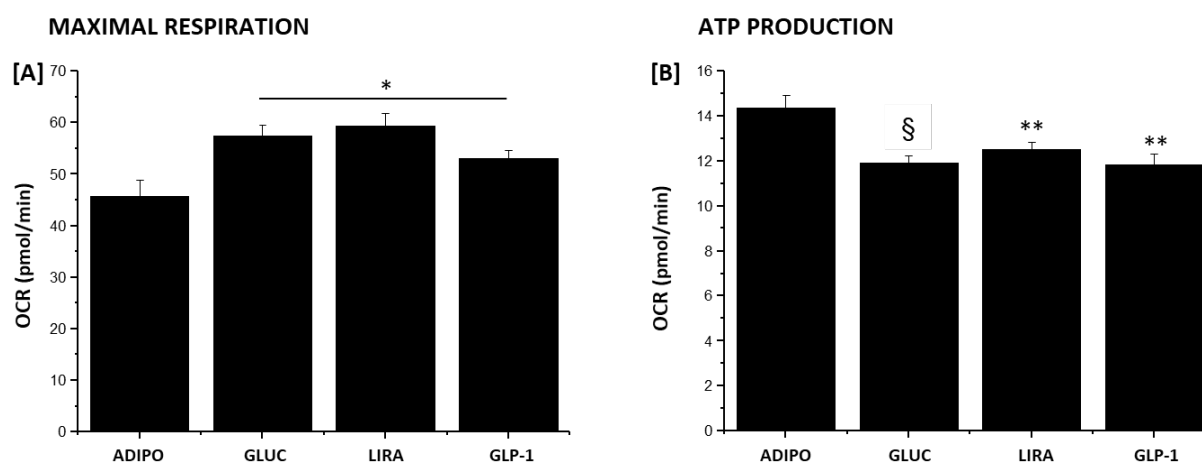 MAXIMAL RESPIRATION
[A]
70
60
50
40
30
20
10
0
OCR (pmol/min)
*
ADIPO GLUC LIRA GLP-1
ATP PRODUCTION
[B]
16
14
12
10
8
6
4
2
0
OCR (pmol/min)
§ ** **
ADIPO GLUC LIRA GLP-1